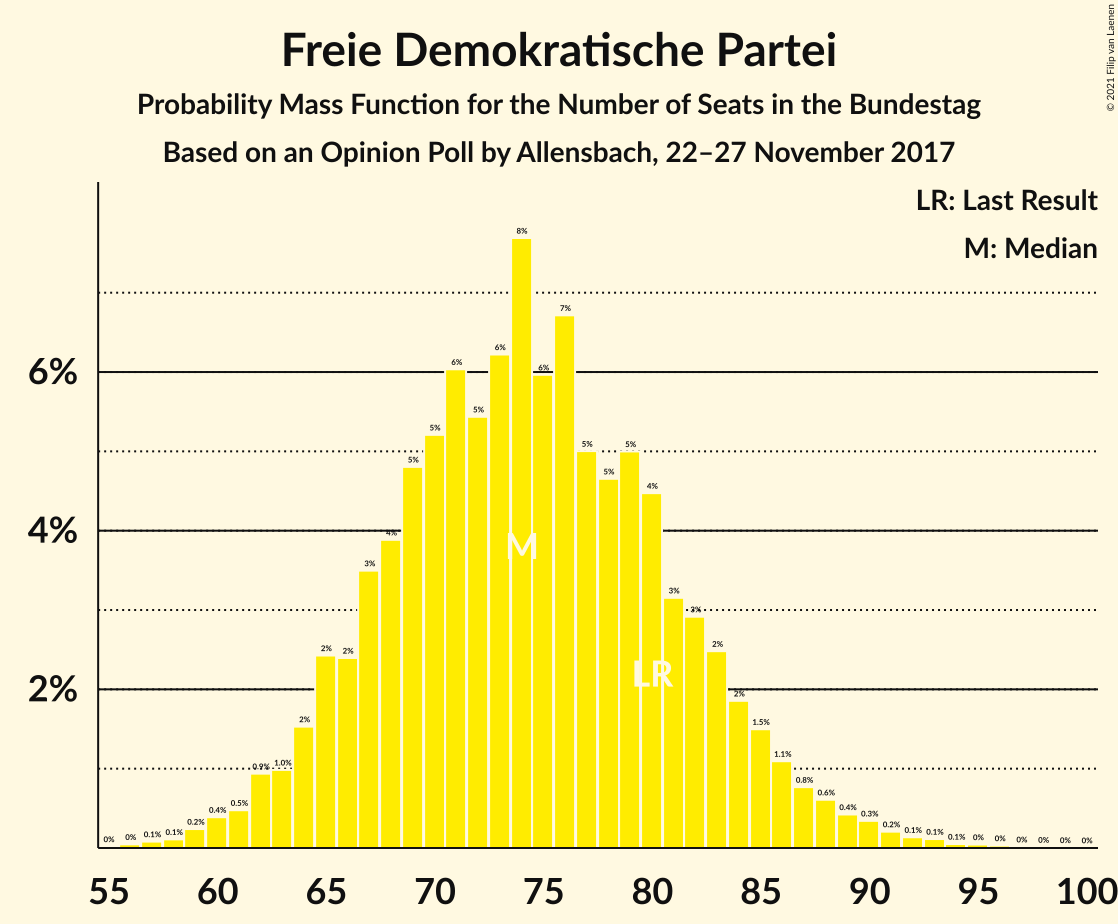 © 2021 Filip van Laenen
Freie Demokratische Partei
Probability Mass Function for the Number of Seats in the Bundestag
Based on an Opinion Poll by Allensbach, 22–27 November 2017
LR: Last Result
M: Median
6%
4%
2%
0% 0% 0.1% 0.1% 0.2% 0.4% 0.5% 0.9% 1.0% 2% 2% 2% 3% 4% 5% 5% 6% 5% 6% 8% 6% 7% 5% 5% 5% 4% 3% 3% 2% 2% 1.5% 1.1% 0.8% 0.6% 0.4% 0.3% 0.2% 0.1% 0.1% 0.1% 0% 0% 0% 0% 0% 0%
M
LR
55 60 65 70 75 80 85 90 95 100